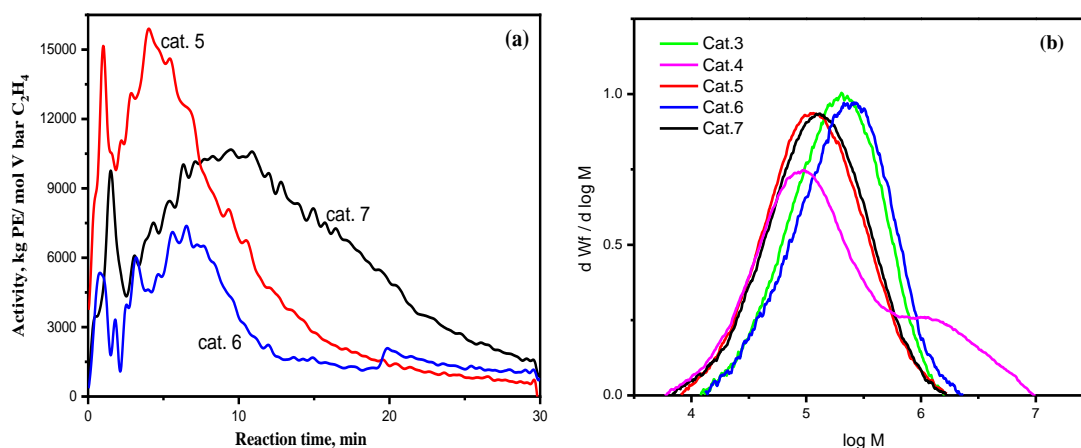 (a)
cat. 5
cat. 7
cat. 6
Activity, kg PE/ mol V bar C₂H₄
15000
12000
9000
6000
3000
0
0 10 20 30
Reaction time, min
(b)
Cat.3
Cat.4
Cat.5
Cat.6
Cat.7
d Wf / d log M
1.0
0.5
0.0
4 5 6 7
log M